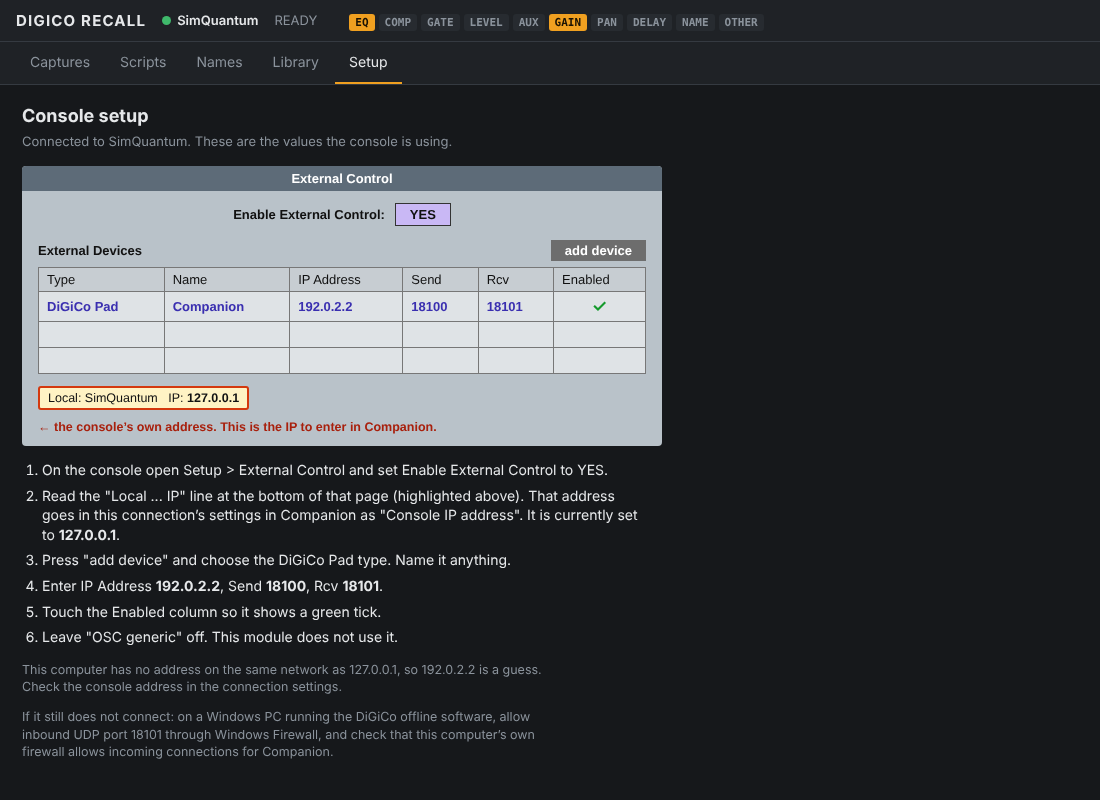 DIGICO RECALL SimQuantum READY EQ COMP GATE LEVEL AUX GAIN PAN DELAY NAME OTHER
Captures Scripts Names Library Setup
Console setup
Connected to SimQuantum. These are the values the console is using.
External Control
Enable External Control: YES
External Devices add device
Type Name IP Address Send Rcv Enabled
DiGiCo Pad Companion 192.0.2.2 18100 18101 ✓
Local: SimQuantum IP: 127.0.0.1
← the console's own address. This is the IP to enter in Companion.
1. On the console open Setup > External Control and set Enable External Control to YES.
2. Read the "Local ... IP" line at the bottom of that page (highlighted above). That address
goes in this connection's settings in Companion as "Console IP address". It is currently set
to 127.0.0.1.
3. Press "add device" and choose the DiGiCo Pad type. Name it anything.
4. Enter IP Address 192.0.2.2, Send 18100, Rcv 18101.
5. Touch the Enabled column so it shows a green tick.
6. Leave "OSC generic" off. This module does not use it.
This computer has no address on the same network as 127.0.0.1, so 192.0.2.2 is a guess.
Check the console address in the connection settings.
If it still does not connect: on a Windows PC running the DiGiCo offline software, allow
inbound UDP port 18101 through Windows Firewall, and check that this computer's own
firewall allows incoming connections for Companion.